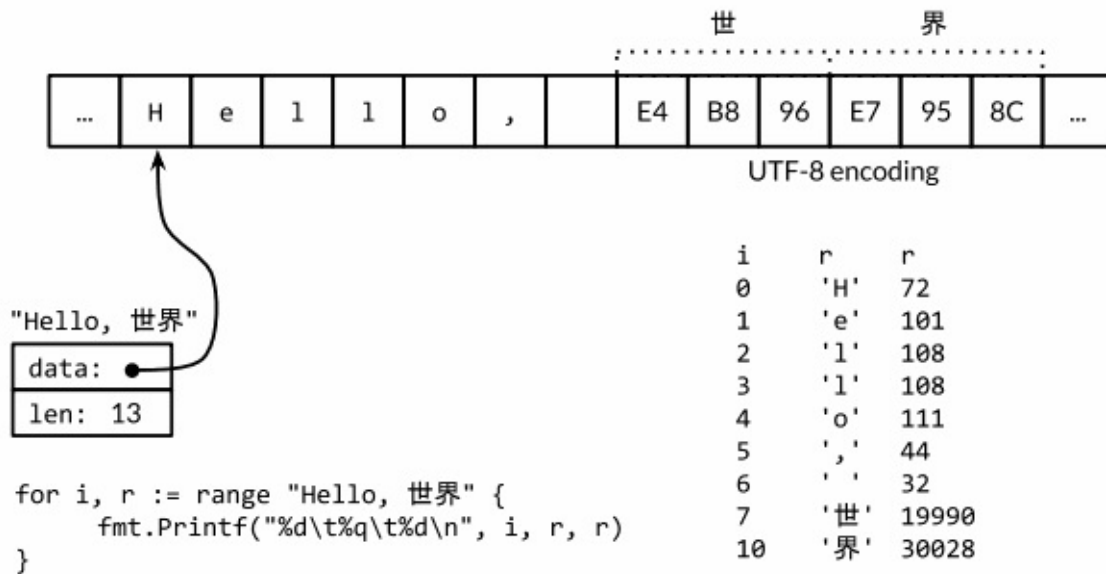 世 界
… H e l l o , E4 B8 96 E7 95 8C …
UTF-8 encoding
"Hello, 世界"
data:
len: 13
for i, r := range "Hello, 世界" {
fmt.Printf("%d\t%q\t%d\n", i, r, r)
}
i r r
0 'H' 72
1 'e' 101
2 'l' 108
3 'l' 108
4 'o' 111
5 ',' 44
6 ' ' 32
7 '世' 19990
10 '界' 30028